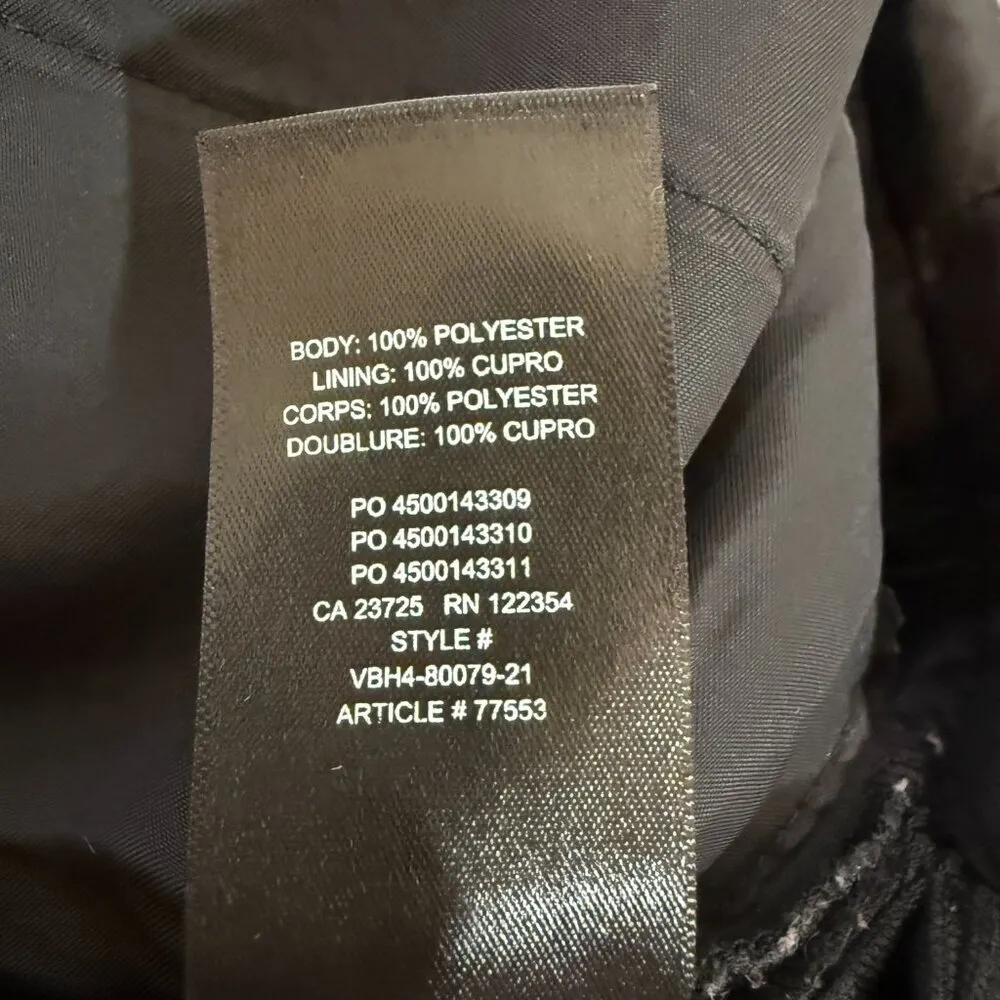 BODY: 100% POLYESTER
LINING: 100% CUPRO
CORPS: 100% POLYESTER
DOUBLURE: 100% CUPRO
PO 4500143309
PO 4500143310
PO 4500143311
CA 23725 RN 122354
STYLE #
VBH4-80079-21
ARTICLE # 77553